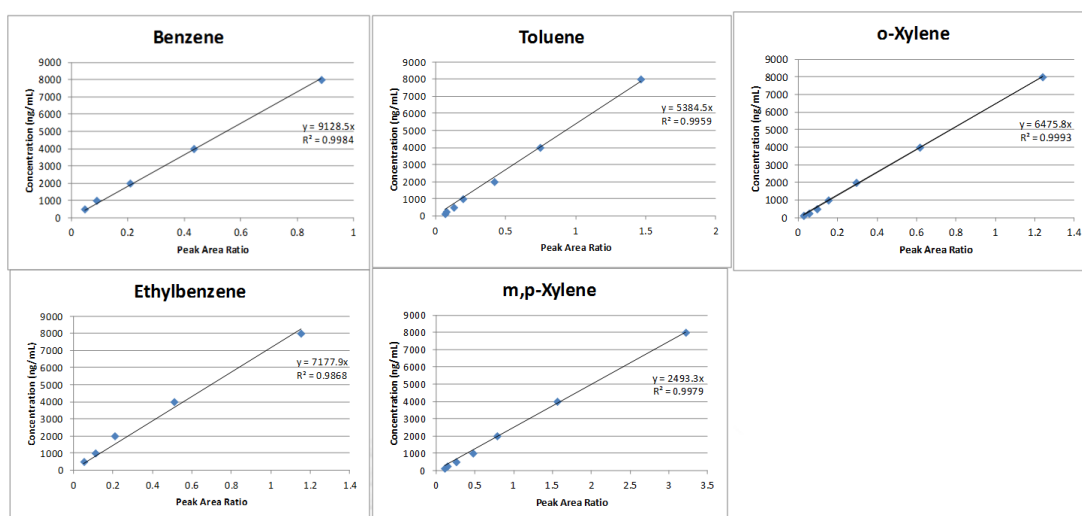 Benzene
Concentration (ng/mL)
9000
8000
7000
6000
5000
4000
3000
2000
1000
0
y = 9128.5x
R² = 0.9984
0 0.2 0.4 0.6 0.8 1
Peak Area Ratio
Toluene
Concentration (ng/mL)
9000
8000
7000
6000
5000
4000
3000
2000
1000
0
y = 5384.5x
R² = 0.9959
0 0.5 1 1.5 2
Peak Area Ratio
o-Xylene
Concentration (ng/mL)
9000
8000
7000
6000
5000
4000
3000
2000
1000
0
y = 6475.8x
R² = 0.9993
0 0.2 0.4 0.6 0.8 1 1.2 1.4
Peak Area Ratio
Ethylbenzene
Concentration (ng/mL)
9000
8000
7000
6000
5000
4000
3000
2000
1000
0
y = 7177.9x
R² = 0.9868
0 0.2 0.4 0.6 0.8 1 1.2 1.4
Peak Area Ratio
m,p-Xylene
Concentration (ng/mL)
9000
8000
7000
6000
5000
4000
3000
2000
1000
0
y = 2493.3x
R² = 0.9979
0 0.5 1 1.5 2 2.5 3 3.5
Peak Area Ratio